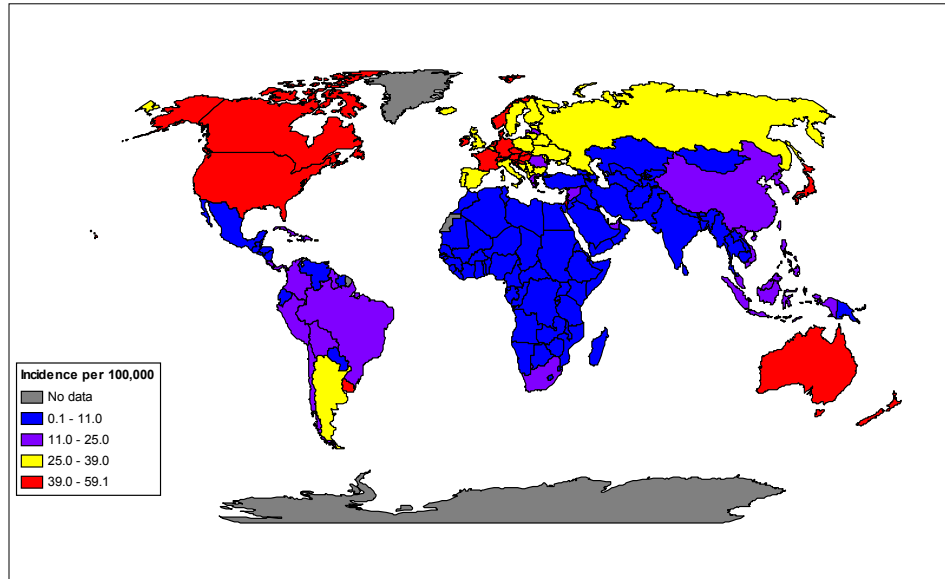 Incidence per 100,000
No data
0.1 - 11.0
11.0 - 25.0
25.0 - 39.0
39.0 - 59.1